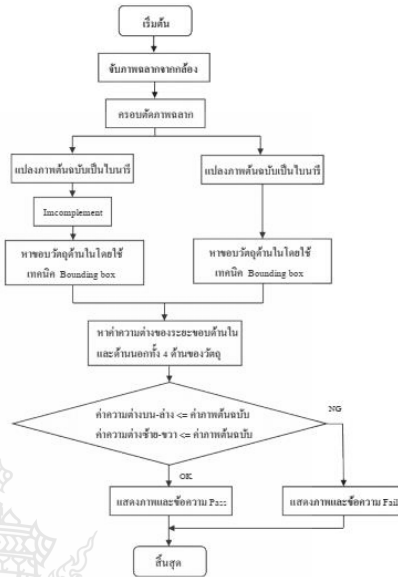 เริ่มต้น
จับภาพฉลากจากกล้อง
ครอบตัดภาพฉลาก
แปลงภาพต้นฉบับเป็นไบนารี
แปลงภาพต้นฉบับเป็นไบนารี
Imcomplement
หาขอบวัตถุด้านในโดยใช้
เทคนิค Bounding box
หาขอบวัตถุด้านในโดยใช้
เทคนิค Bounding box
หาค่าความต่างของระยะขอบด้านใน
และด้านนอกทั้ง 4 ด้านของวัตถุ
ค่าความต่างบน-ล่าง <= ค่าภาพต้นฉบับ
ค่าความต่างซ้าย-ขวา <= ค่าภาพต้นฉบับ
NG
OK
แสดงภาพและข้อความ Pass
แสดงภาพและข้อความ Fail
สิ้นสุด